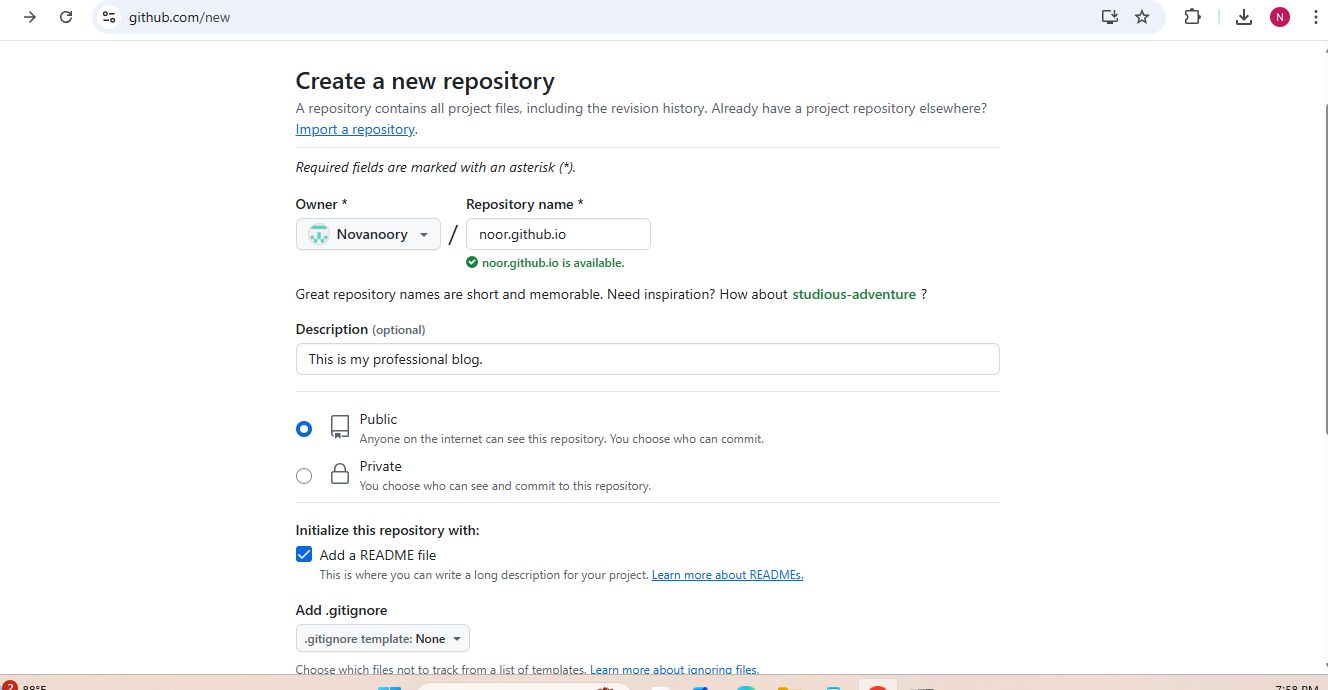 github.com/new
N
Create a new repository
A repository contains all project files, including the revision history. Already have a project repository elsewhere?
Import a repository.
Required fields are marked with an asterisk (*).
Owner * Repository name *
Novanoory / noor.github.io
noor.github.io is available.
Great repository names are short and memorable. Need inspiration? How about studious-adventure ?
Description (optional)
This is my professional blog.
Public
Anyone on the internet can see this repository. You choose who can commit.
Private
You choose who can see and commit to this repository.
Initialize this repository with:
Add a README file
This is where you can write a long description for your project. Learn more about READMEs.
Add .gitignore
.gitignore template: None
Choose which files not to track from a list of templates. Learn more about ignoring files.
2 88°F 7:58 PM